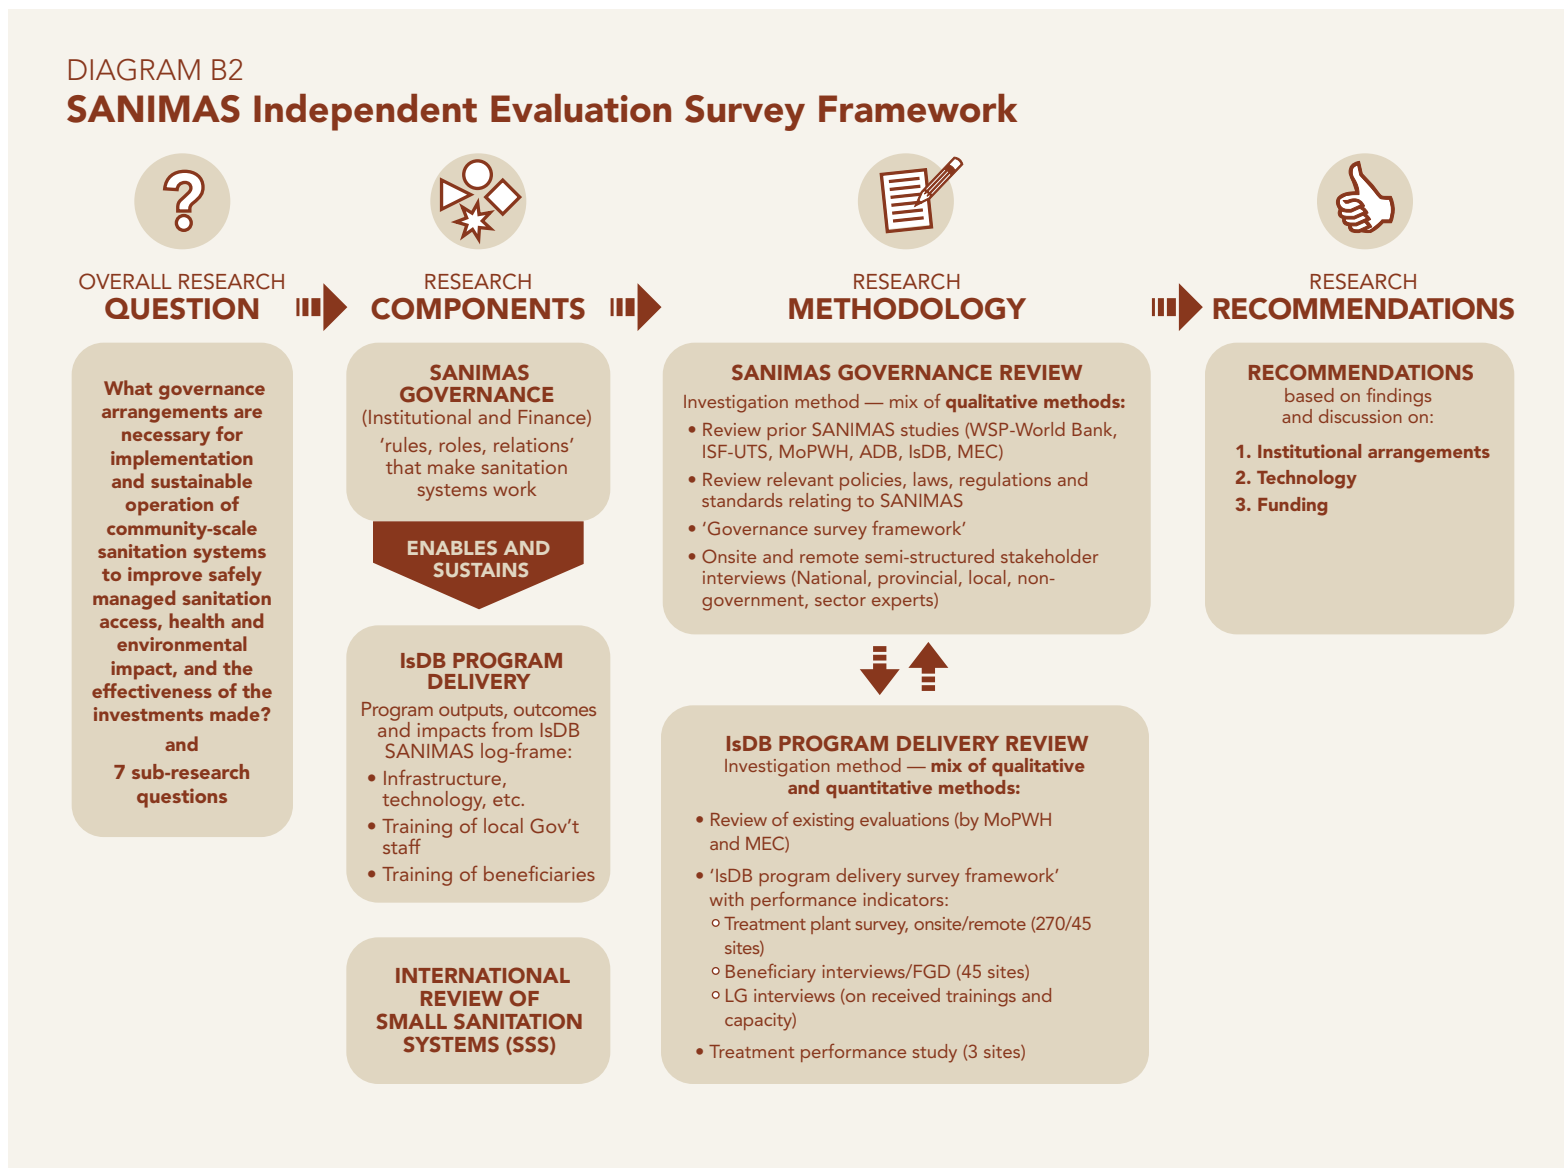 DIAGRAM B2
SANIMAS Independent Evaluation Survey Framework
OVERALL RESEARCH
QUESTION
What governance
arrangements are
necessary for
implementation
and sustainable
operation of
community-scale
sanitation systems
to improve safely
managed sanitation
access, health and
environmental
impact, and the
effectiveness of the
investments made?
and
7 sub-research
questions
RESEARCH
COMPONENTS
SANIMAS
GOVERNANCE
(Institutional and Finance)
‘rules, roles, relations’
that make sanitation
systems work
ENABLES AND
SUSTAINS
IsDB PROGRAM
DELIVERY
Program outputs, outcomes
and impacts from IsDB
SANIMAS log-frame:
• Infrastructure,
technology, etc.
• Training of local Gov’t
staff
• Training of beneficiaries
INTERNATIONAL
REVIEW OF
SMALL SANITATION
SYSTEMS (SSS)
RESEARCH
METHODOLOGY
SANIMAS GOVERNANCE REVIEW
Investigation method — mix of qualitative methods:
• Review prior SANIMAS studies (WSP-World Bank,
ISF-UTS, MoPWH, ADB, IsDB, MEC)
• Review relevant policies, laws, regulations and
standards relating to SANIMAS
• ‘Governance survey framework’
• Onsite and remote semi-structured stakeholder
interviews (National, provincial, local, non-
government, sector experts)
IsDB PROGRAM DELIVERY REVIEW
Investigation method — mix of qualitative
and quantitative methods:
• Review of existing evaluations (by MoPWH
and MEC)
• ‘IsDB program delivery survey framework’
with performance indicators:
○ Treatment plant survey, onsite/remote (270/45
sites)
○ Beneficiary interviews/FGD (45 sites)
○ LG interviews (on received trainings and
capacity)
• Treatment performance study (3 sites)
RESEARCH
RECOMMENDATIONS
RECOMMENDATIONS
based on findings
and discussion on:
1. Institutional arrangements
2. Technology
3. Funding